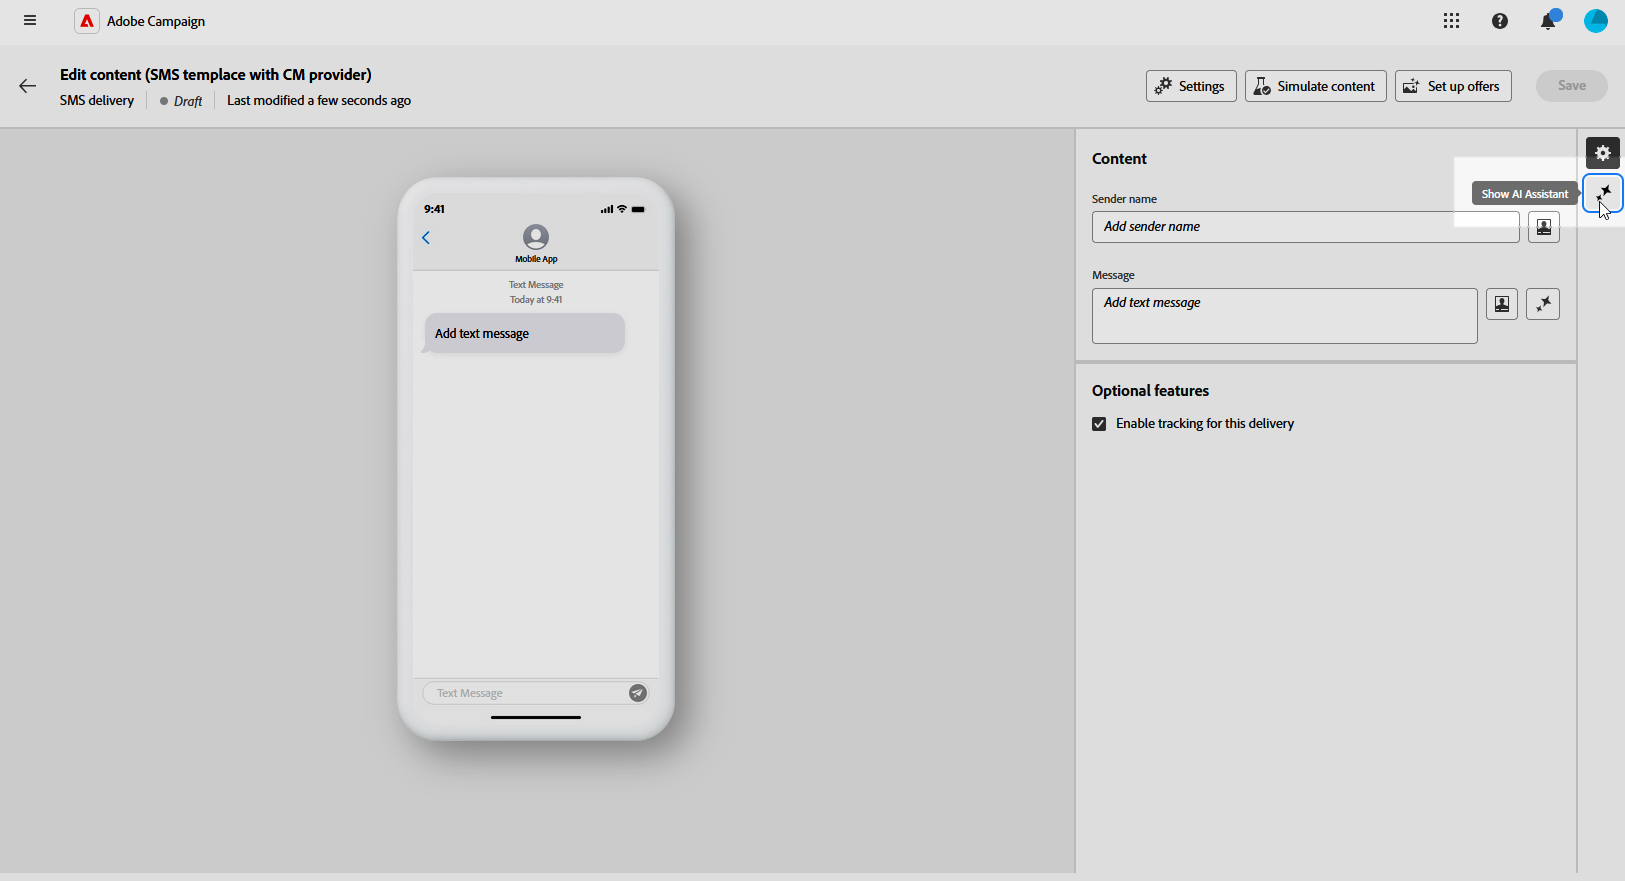 Adobe Campaign
Edit content (SMS templace with CM provider)
SMS delivery
Draft
Last modified a few seconds ago
Settings
Simulate content
Set up offers
Save
9:41
Mobile App
Text Message
Today at 9:41
Add text message
Text Message
Content
Show AI Assistant
Sender name
Add sender name
Message
Add text message
Optional features
Enable tracking for this delivery